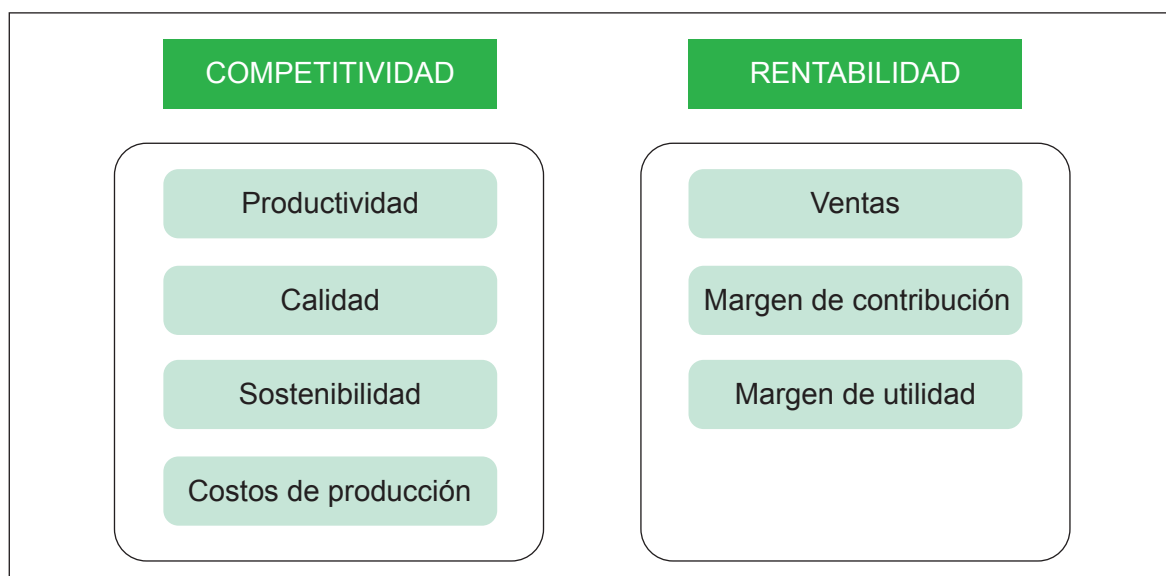 COMPETITIVIDAD
Productividad
Calidad
Sostenibilidad
Costos de producción
RENTABILIDAD
Ventas
Margen de contribución
Margen de utilidad